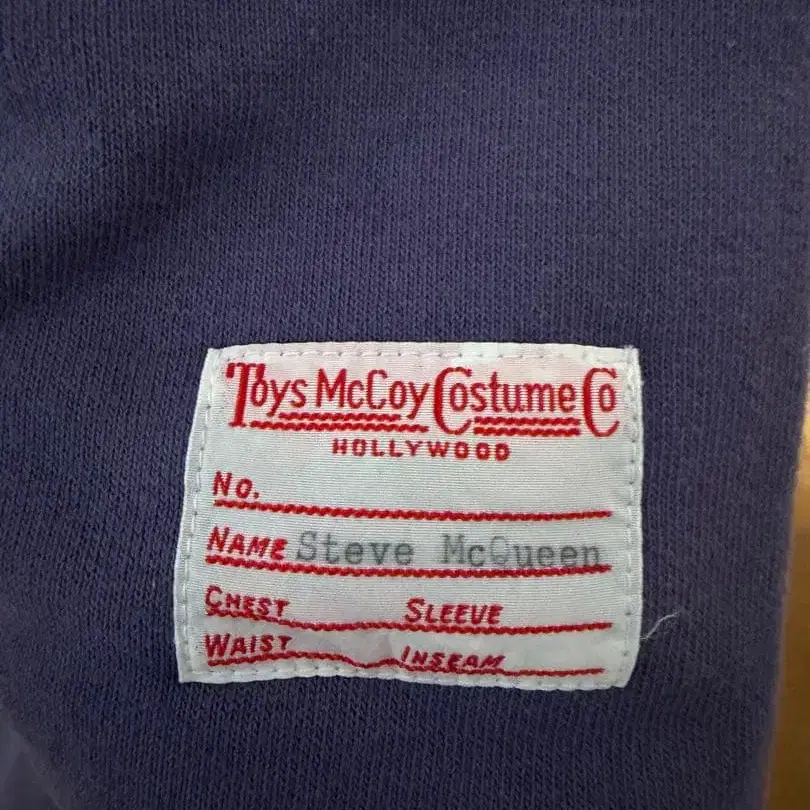 Toys McCoy Costume Co
HOLLYWOOD
No.
NAME Steve McQueen
CHEST SLEEVE
WAIST INSEAM